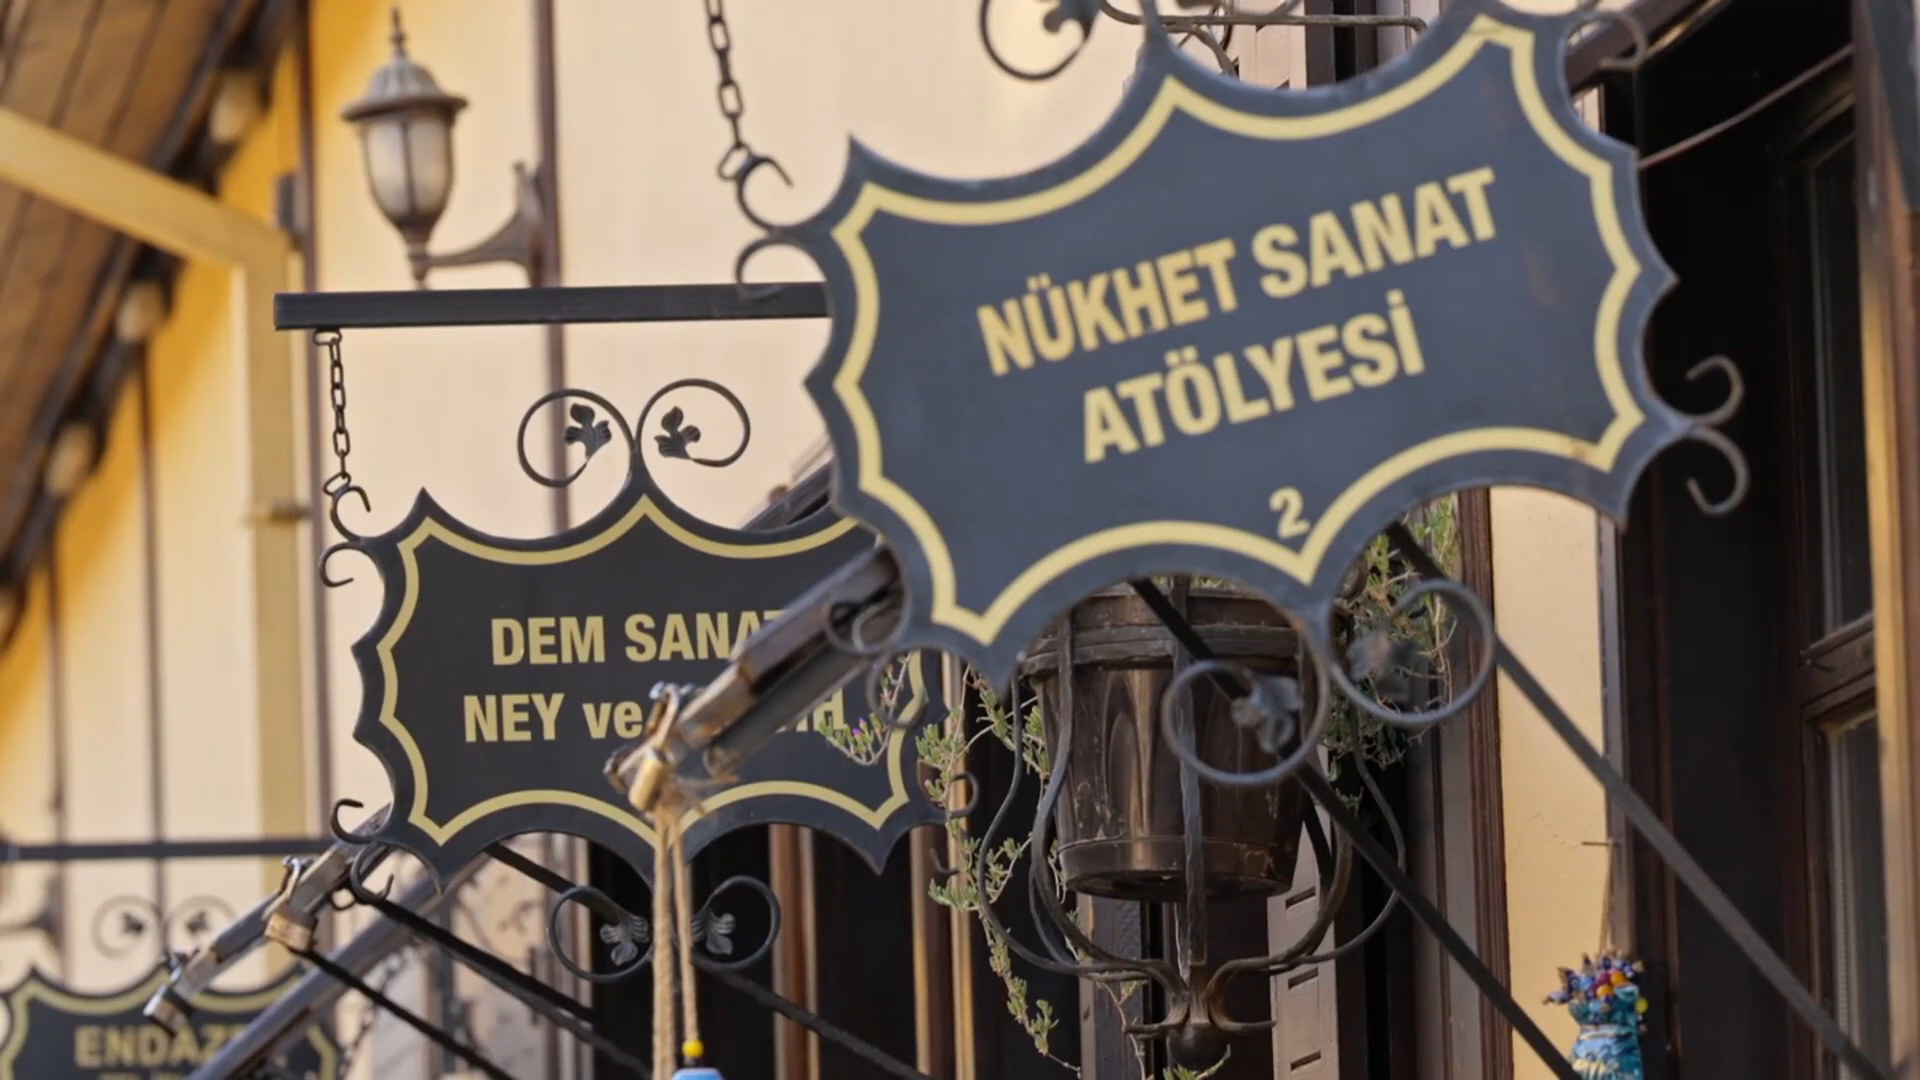 NÜKHET SANAT
ATÖLYESİ
2
DEM SANAT
NEY ve